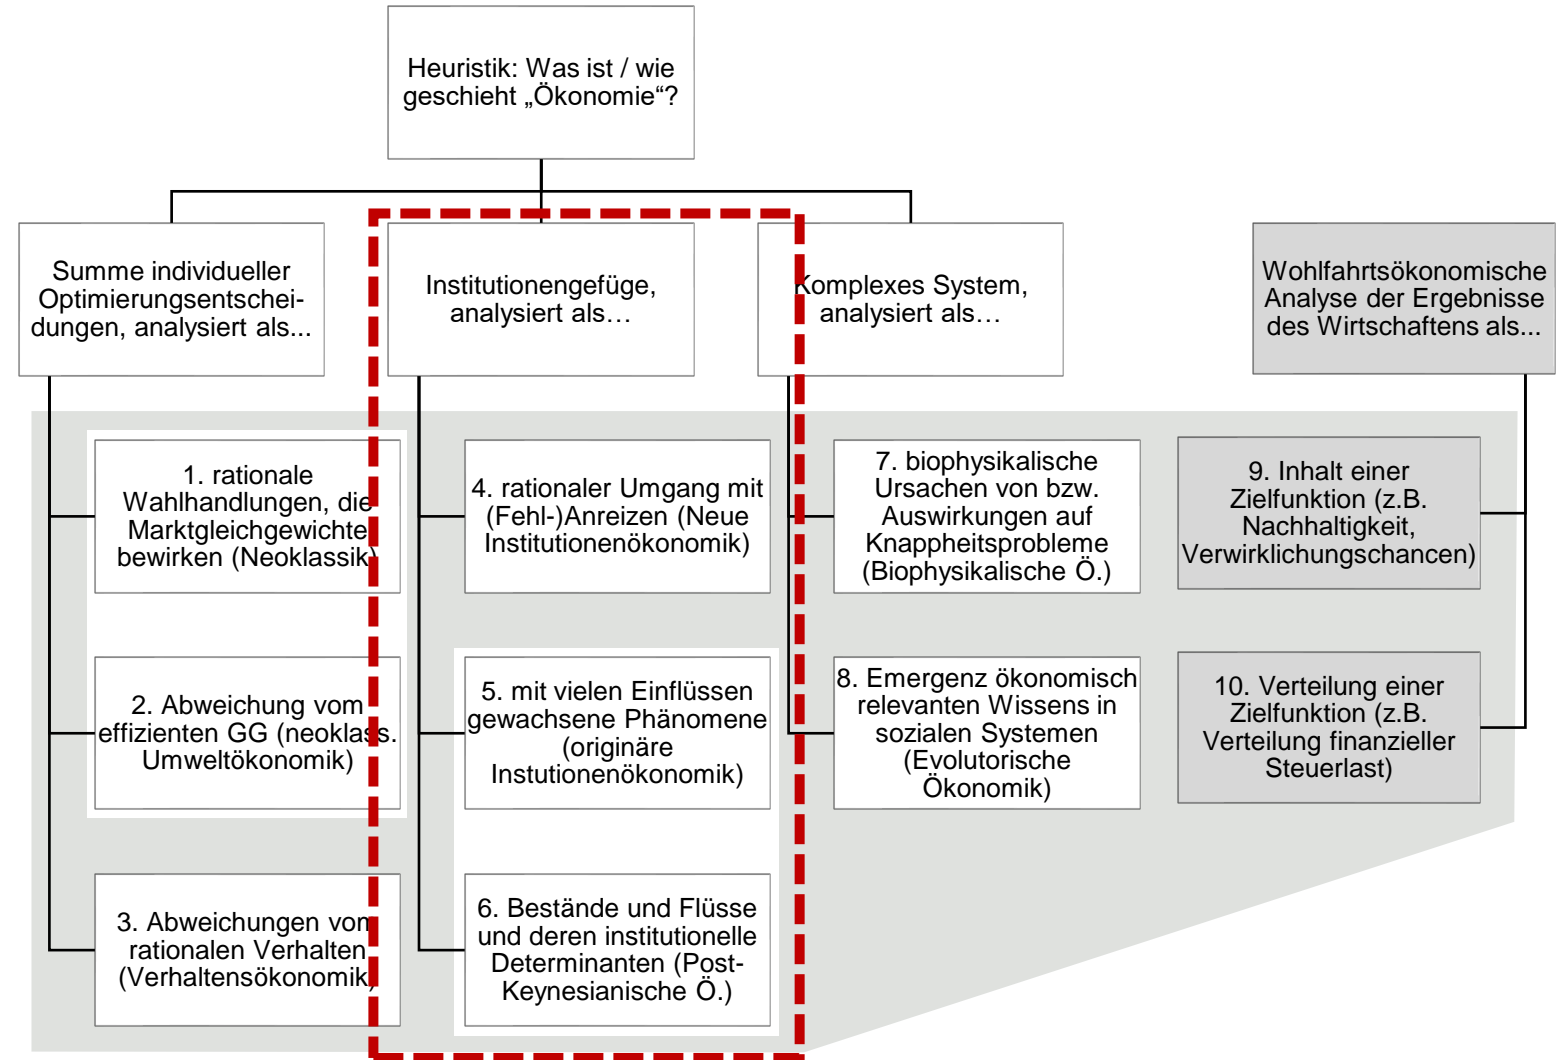 Heuristik: Was ist / wie
geschieht „Ökonomie“?
Summe individueller
Optimierungsentschei-
dungen, analysiert als...
Institutionengefüge,
analysiert als…
Komplexes System,
analysiert als…
Wohlfahrtsökonomische
Analyse der Ergebnisse
des Wirtschaftens als...
1. rationale
Wahlhandlungen, die
Marktgleichgewichte
bewirken (Neoklassik)
4. rationaler Umgang mit
(Fehl-)Anreizen (Neue
Institutionenökonomik)
7. biophysikalische
Ursachen von bzw.
Auswirkungen auf
Knappheitsprobleme
(Biophysikalische Ö.)
9. Inhalt einer
Zielfunktion (z.B.
Nachhaltigkeit,
Verwirklichungschancen)
2. Abweichung vom
effizienten GG (neoklass.
Umweltökonomik)
5. mit vielen Einflüssen
gewachsene Phänomene
(originäre
Instutionenökonomik)
8. Emergenz ökonomisch
relevanten Wissens in
sozialen Systemen
(Evolutorische
Ökonomik)
10. Verteilung einer
Zielfunktion (z.B.
Verteilung finanzieller
Steuerlast)
3. Abweichungen vom
rationalen Verhalten
(Verhaltensökonomik)
6. Bestände und Flüsse
und deren institutionelle
Determinanten (Post-
Keynesianische Ö.)